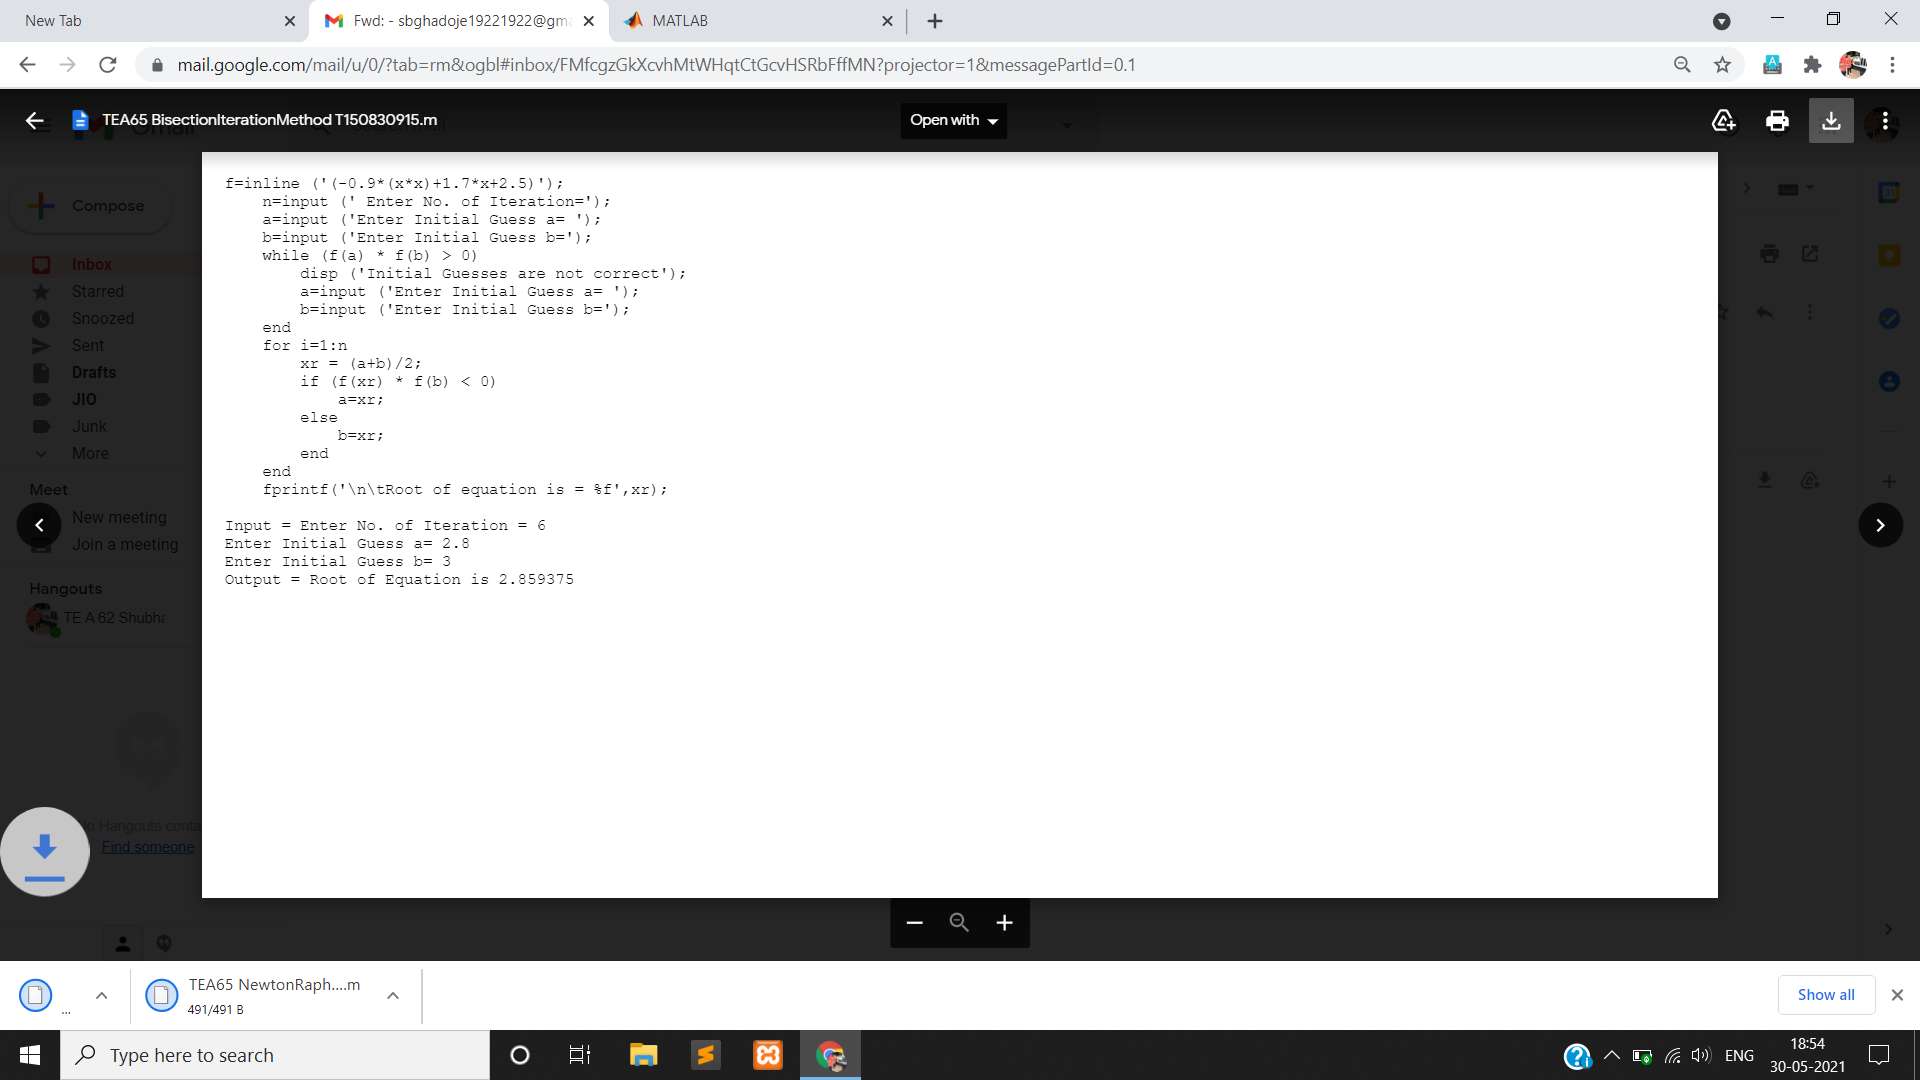 New Tab
Fwd: - sbghadoje19221922@gm
MATLAB
mail.google.com/mail/u/0/?tab=rm&ogbl#inbox/FMfcgzGkXcvhMtWHqtCtGcvHSRbFffMN?projector=1&messagePartId=0.1
TEA65 BisectionIterationMethod T150830915.m
Open with
Compose
Inbox
Starred
Snoozed
Sent
Drafts
JIO
Junk
More
Meet
New meeting
Join a meeting
Hangouts
TE A 62 Shubha
Find someone
f=inline ('(-0.9*(x*x)+1.7*x+2.5)');
n=input (' Enter No. of Iteration=');
a=input ('Enter Initial Guess a= ');
b=input ('Enter Initial Guess b=');
while (f(a) * f(b) > 0)
disp ('Initial Guesses are not correct');
a=input ('Enter Initial Guess a= ');
b=input ('Enter Initial Guess b=');
end
for i=1:n
xr = (a+b)/2;
if (f(xr) * f(b) < 0)
a=xr;
else
b=xr;
end
end
fprintf('\n\tRoot of equation is = %f',xr);
Input = Enter No. of Iteration = 6
Enter Initial Guess a= 2.8
Enter Initial Guess b= 3
Output = Root of Equation is 2.859375
...
TEA65 NewtonRaph....m
491/491 B
Show all
Type here to search
ENG
18:54
30-05-2021